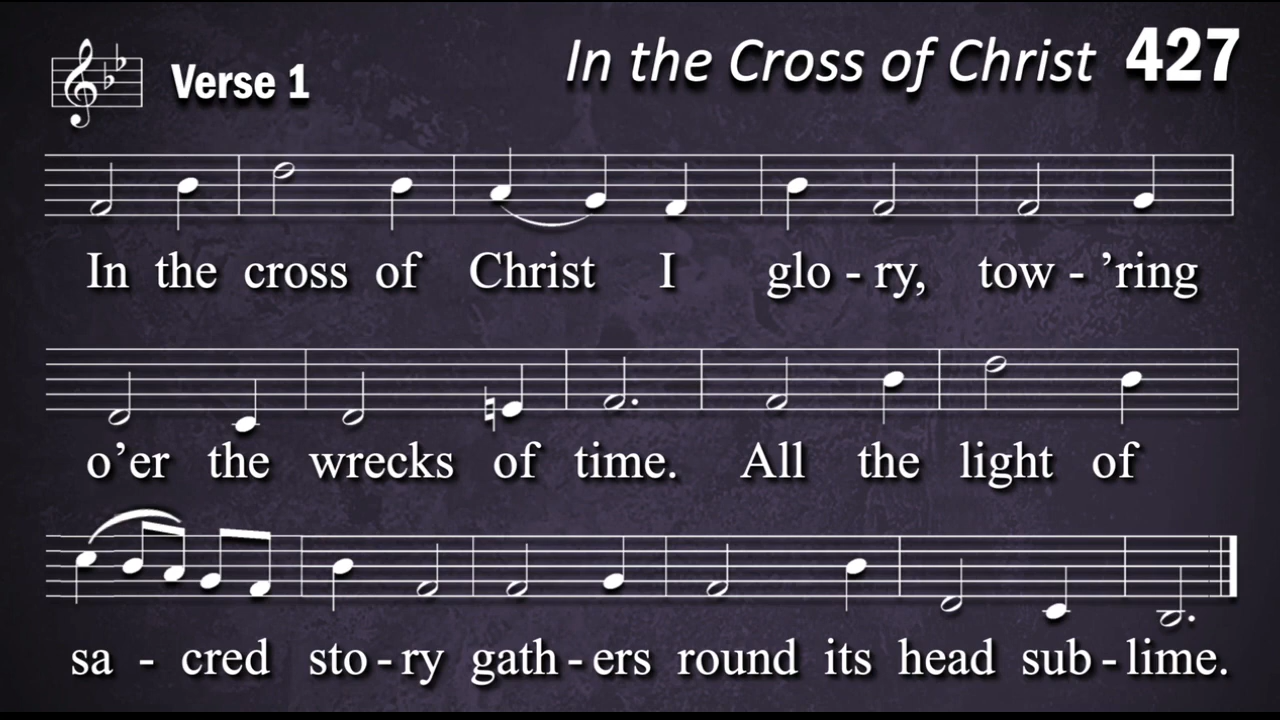 Verse 1
In the Cross of Christ 427
In the cross of Christ I glo - ry, tow - ’ring
o’er the wrecks of time. All the light of
sa - cred sto - ry gath - ers round its head sub - lime.